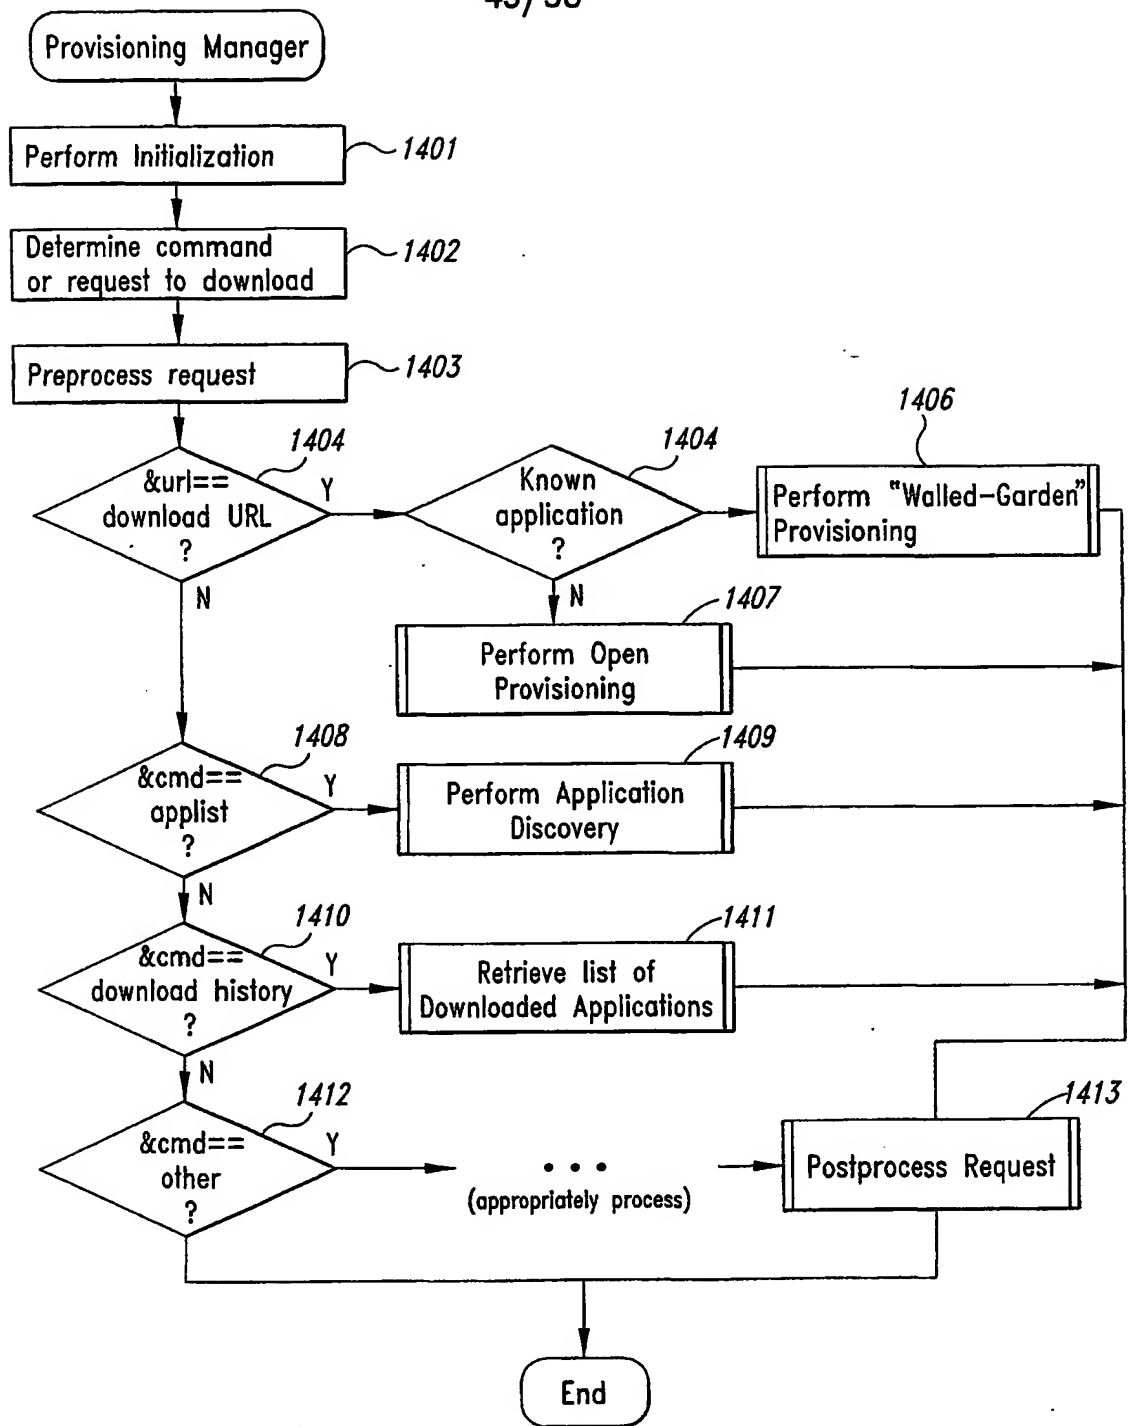 Provisioning Manager
Perform Initialization
1401
Determine command
or request to download
1402
Preprocess request
1403
1404
&url==
download URL
?
Y
N
1404
Known
application
?
N
1406
Perform "Walled-Garden"
Provisioning
1407
Perform Open
Provisioning
1408
&cmd==
applist
?
Y
N
1409
Perform Application
Discovery
1410
&cmd==
download history
?
Y
N
1411
Retrieve list of
Downloaded Applications
1412
&cmd==
other
?
Y
• • •
(appropriately process)
1413
Postprocess Request
End